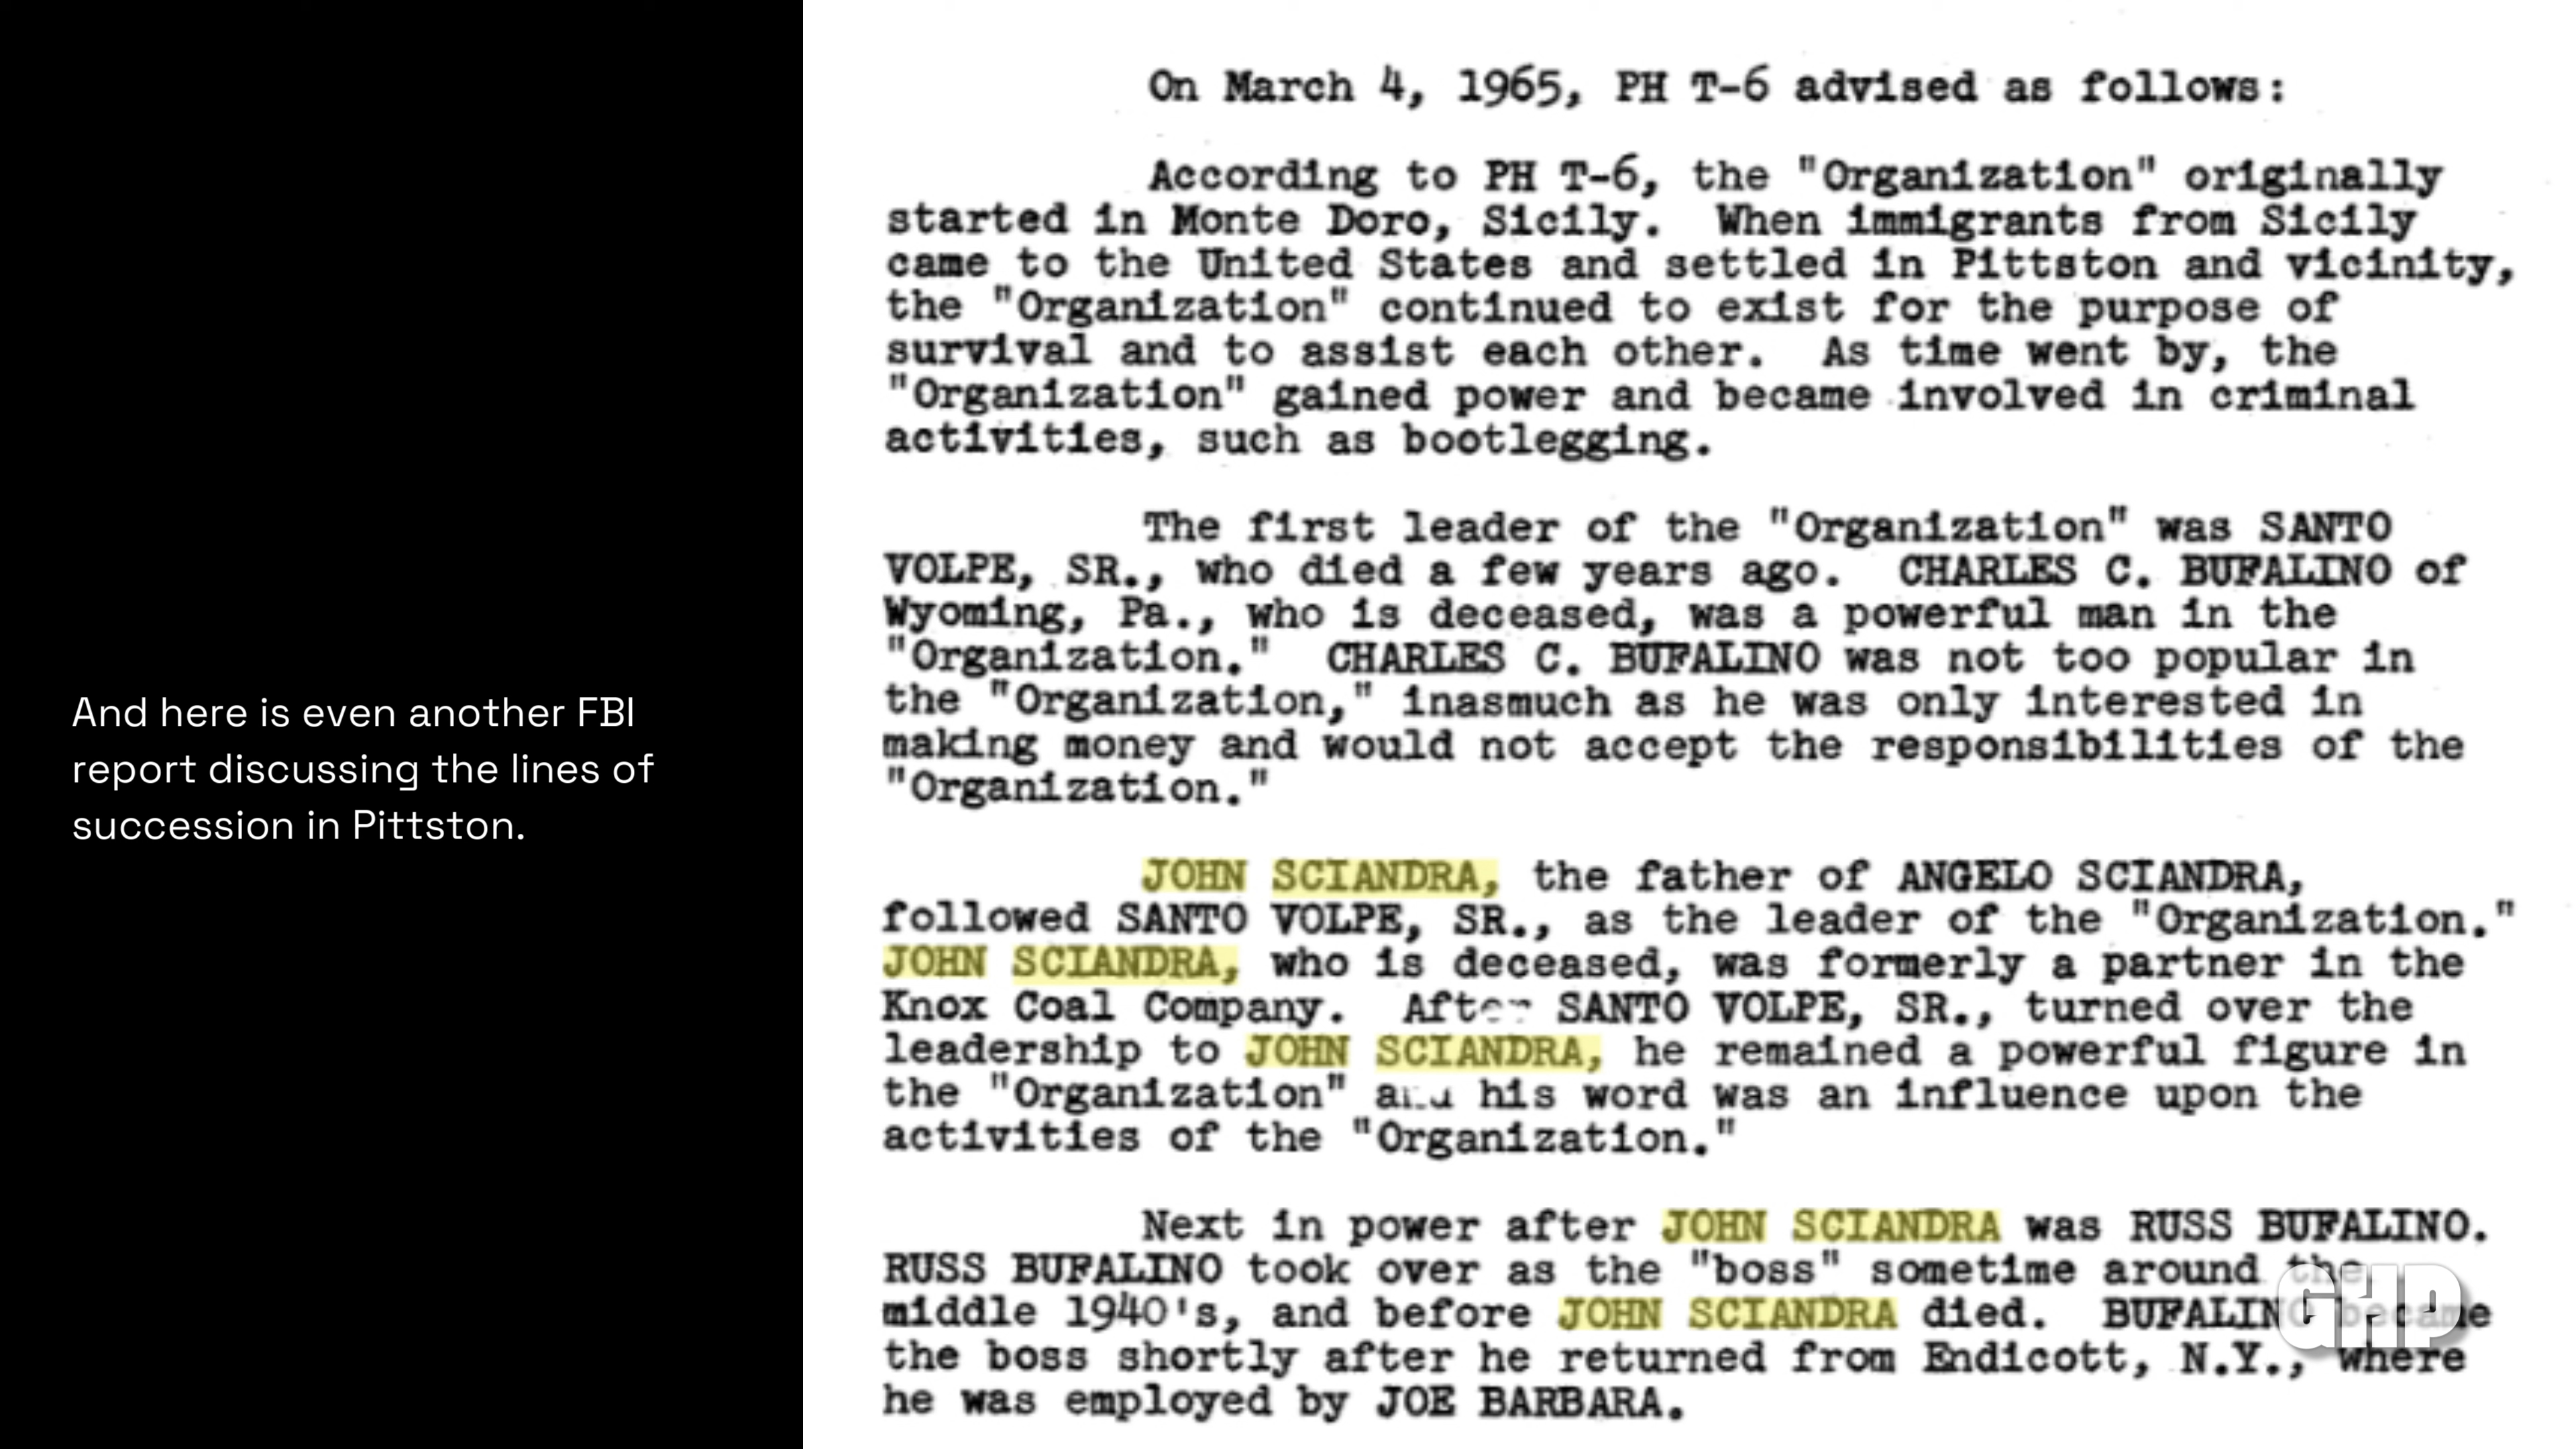 And here is even another FBI
report discussing the lines of
succession in Pittston.
On March 4, 1965, PH T-6 advised as follows:
According to PH T-6, the "Organization" originally
started in Monte Doro, Sicily. When immigrants from Sicily
came to the United States and settled in Pittston and vicinity,
the "Organization" continued to exist for the purpose of
survival and to assist each other. As time went by, the
"Organization" gained power and became involved in criminal
activities, such as bootlegging.
The first leader of the "Organization" was SANTO
VOLPE, SR., who died a few years ago. CHARLES C. BUFALINO of
Wyoming, Pa., who is deceased, was a powerful man in the
"Organization." CHARLES C. BUFALINO was not too popular in
the "Organization," inasmuch as he was only interested in
making money and would not accept the responsibilities of the
"Organization."
JOHN SCIANDRA, the father of ANGELO SCIANDRA,
followed SANTO VOLPE, SR., as the leader of the "Organization."
JOHN SCIANDRA, who is deceased, was formerly a partner in the
Knox Coal Company. After SANTO VOLPE, SR., turned over the
leadership to JOHN SCIANDRA, he remained a powerful figure in
the "Organization" and his word was an influence upon the
activities of the "Organization."
Next in power after JOHN SCIANDRA was RUSS BUFALINO.
RUSS BUFALINO took over as the "boss" sometime around the
middle 1940's, and before JOHN SCIANDRA died. BUFALINO became
the boss shortly after he returned from Endicott, N.Y., where
he was employed by JOE BARBARA.
GHP